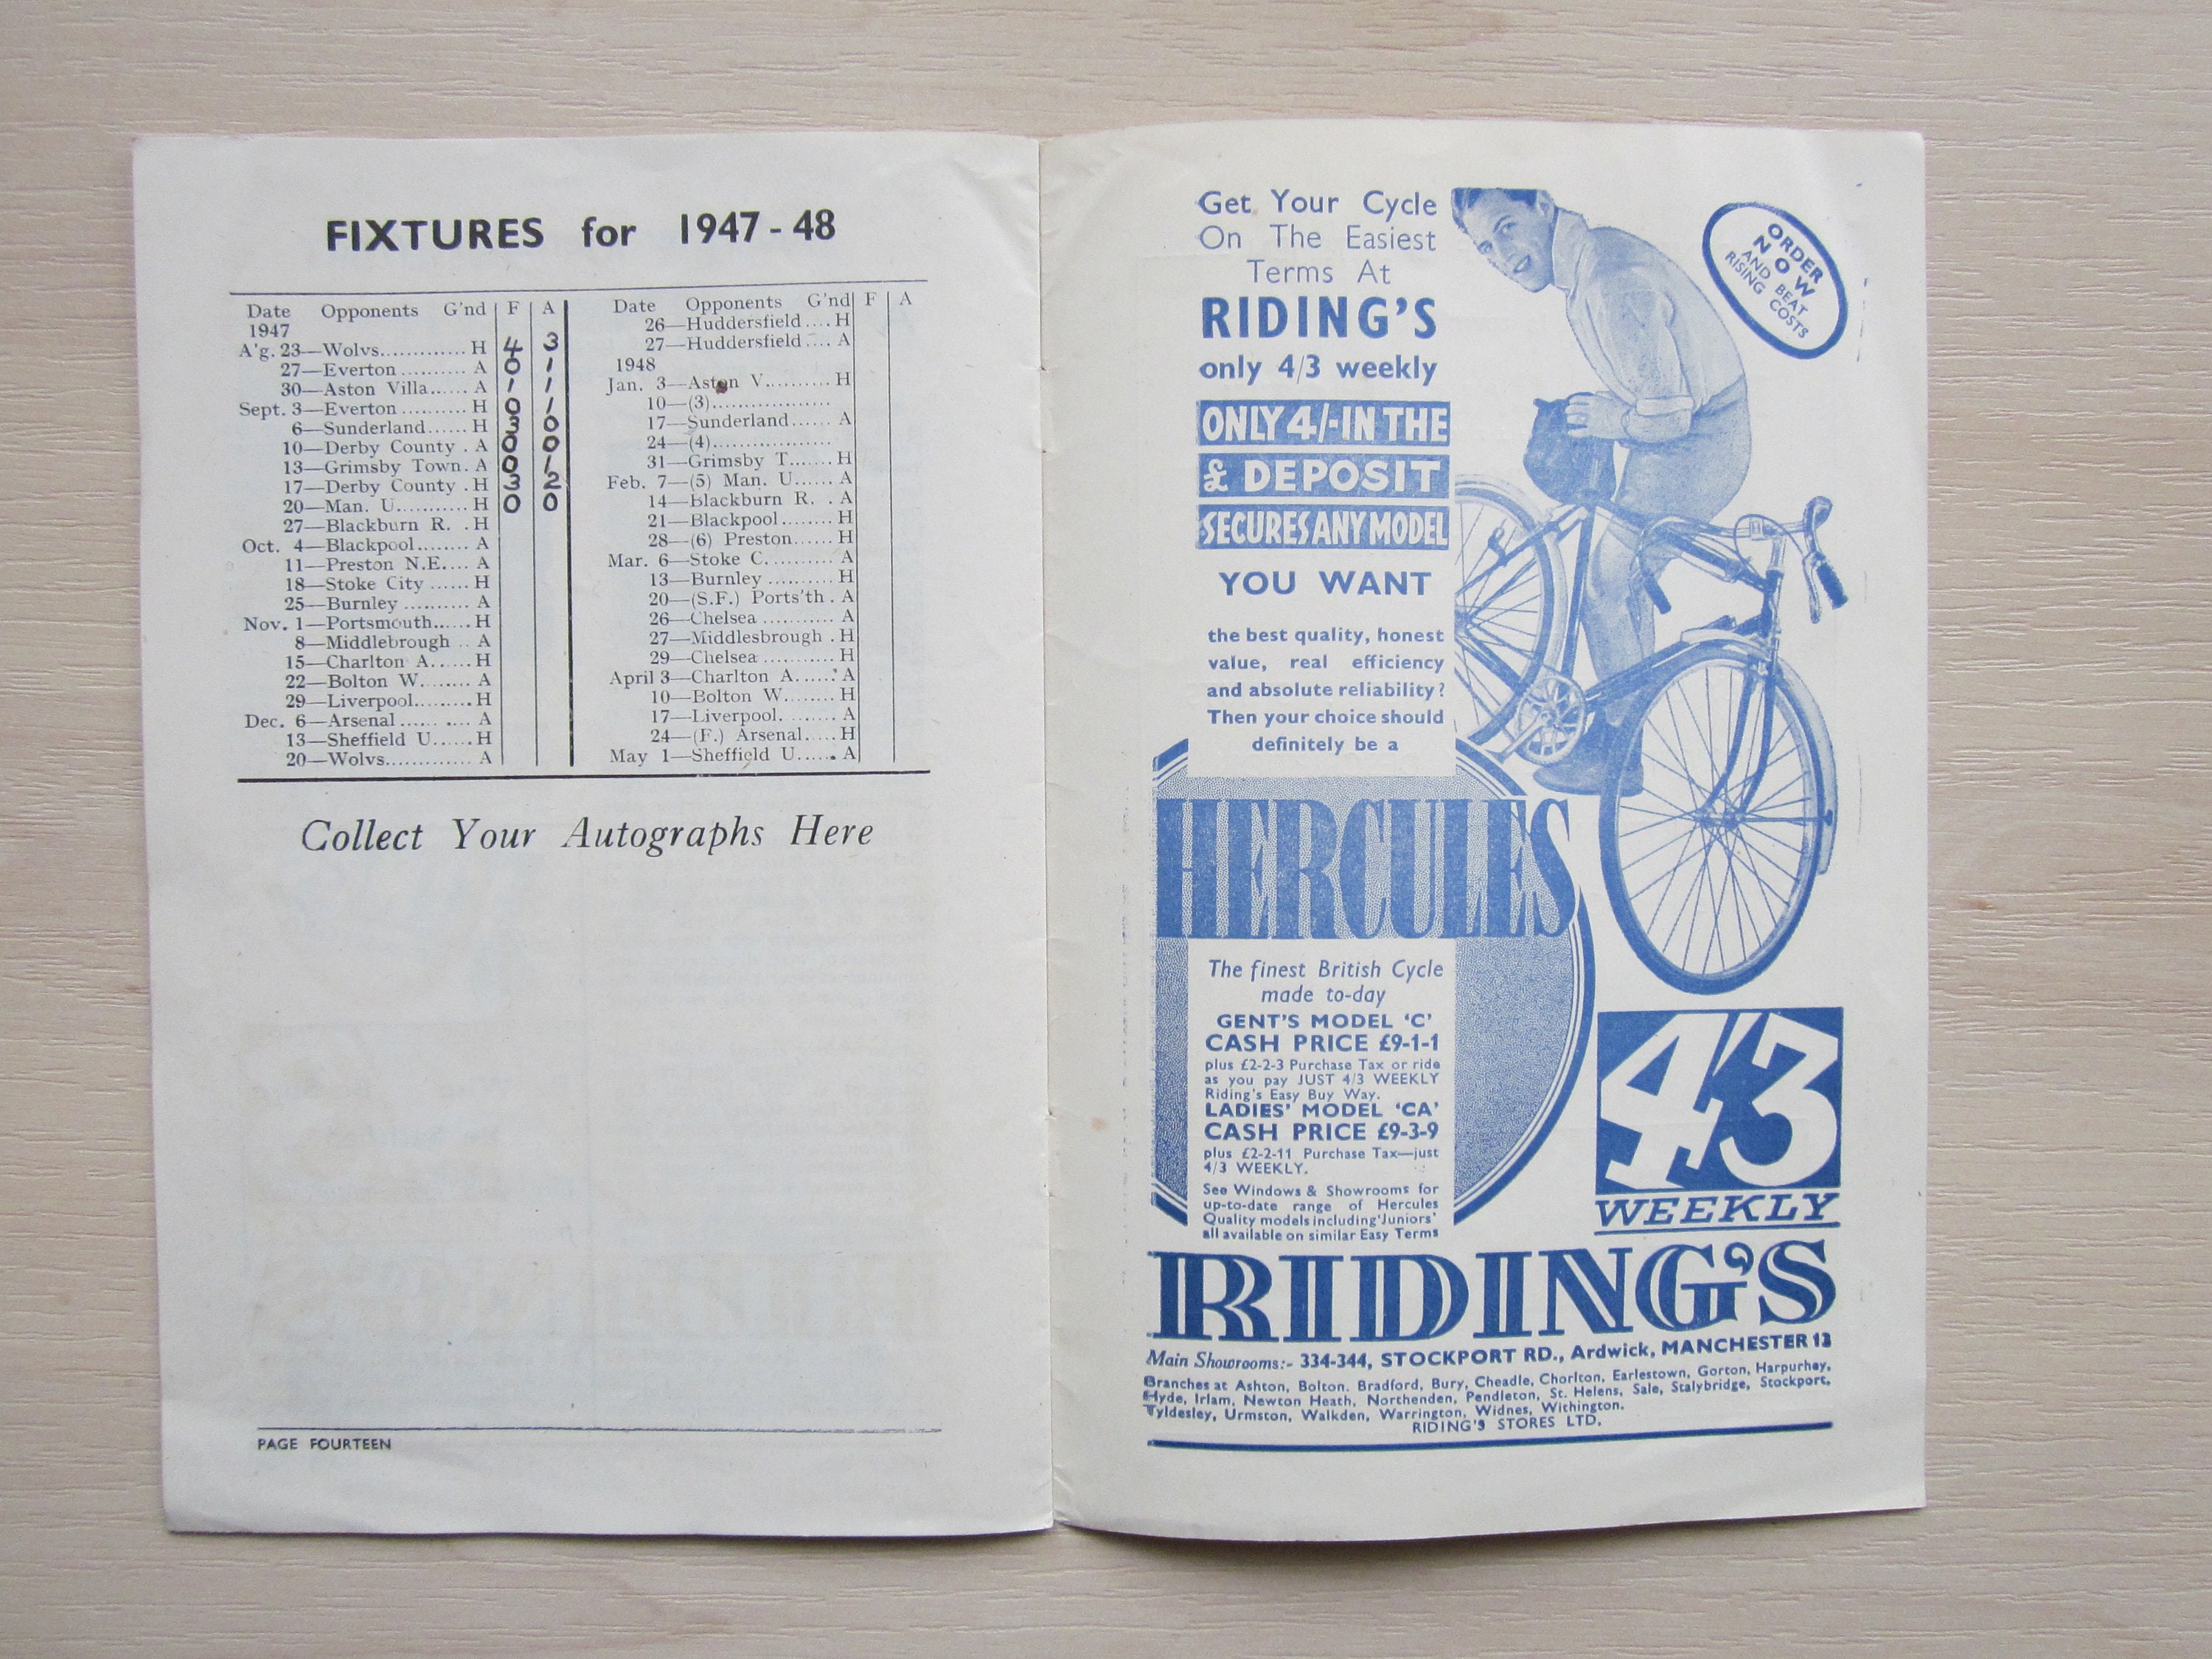 FIXTURES for 1947-48
Date Opponents G'nd F A
1947
A'g. 23—Wolvs............. H 4 3
27—Everton .......... A 0 1
30—Aston Villa...... A 1 1
Sept. 3—Everton .......... H 0 1
6—Sunderland...... H 3 0
10—Derby County . A 0 0
13—Grimsby Town. A 0 1
17—Derby County . H 3 2
20—Man. U........... H 0 0
27—Blackburn R. . H
Oct. 4—Blackpool........ A
11—Preston N.E.... A
18—Stoke City ...... H
25—Burnley .......... A
Nov. 1—Portsmouth...... H
8—Middlebrough .. A
15—Charlton A...... H
22—Bolton W........ A
29—Liverpool......... H
Dec. 6—Arsenal ...... .... A
13—Sheffield U...... H
20—Wolvs............. A
Date Opponents G'nd F A
26—Huddersfield .... H
27—Huddersfield .... A
1948
Jan. 3—Aston V.......... H
10—(3)..................
17—Sunderland...... A
24—(4)..................
31—Grimsby T....... H
Feb. 7—(5) Man. U...... A
14—Blackburn R. . A
21—Blackpool........ H
28—(6) Preston...... H
Mar. 6—Stoke C. .......... A
13—Burnley .......... H
20—(S.F.) Ports'th . A
26—Chelsea ........... A
27—Middlesbrough . H
29—Chelsea ........... H
April 3—Charlton A...... A
10—Bolton W........ H
17—Liverpool. ........ A
24—(F.) Arsenal..... H
May 1—Sheffield U...... A
Collect Your Autographs Here
PAGE FOURTEEN
Get Your Cycle
On The Easiest
Terms At
RIDING'S
only 4/3 weekly
ONLY 4/- IN THE
£ DEPOSIT
SECURES ANY MODEL
YOU WANT
the best quality, honest
value, real efficiency
and absolute reliability?
Then your choice should
definitely be a
ORDER
NOW
AND BEAT
RISING COSTS
HERCULES
The finest British Cycle
made to-day
GENT'S MODEL 'C'
CASH PRICE £9-1-1
plus £2-2-3 Purchase Tax or ride
as you pay JUST 4/3 WEEKLY
Riding's Easy Buy Way.
LADIES' MODEL 'CA'
CASH PRICE £9-3-9
plus £2-2-11 Purchase Tax—just
4/3 WEEKLY.
See Windows & Showrooms for
up-to-date range of Hercules
Quality models including 'Juniors'
all available on similar Easy Terms
4/3
WEEKLY
RIDING'S
Main Showrooms:- 334-344, STOCKPORT RD., Ardwick, MANCHESTER 13
Branches at Ashton, Bolton. Bradford, Bury, Cheadle, Chorlton, Earlestown, Gorton, Harpurhey,
Hyde, Irlam, Newton Heath, Northenden, Pendleton, St. Helens, Sale, Stalybridge, Stockport,
Tyldesley, Urmston, Walkden, Warrington, Widnes, Withington.
RIDING'S STORES LTD.